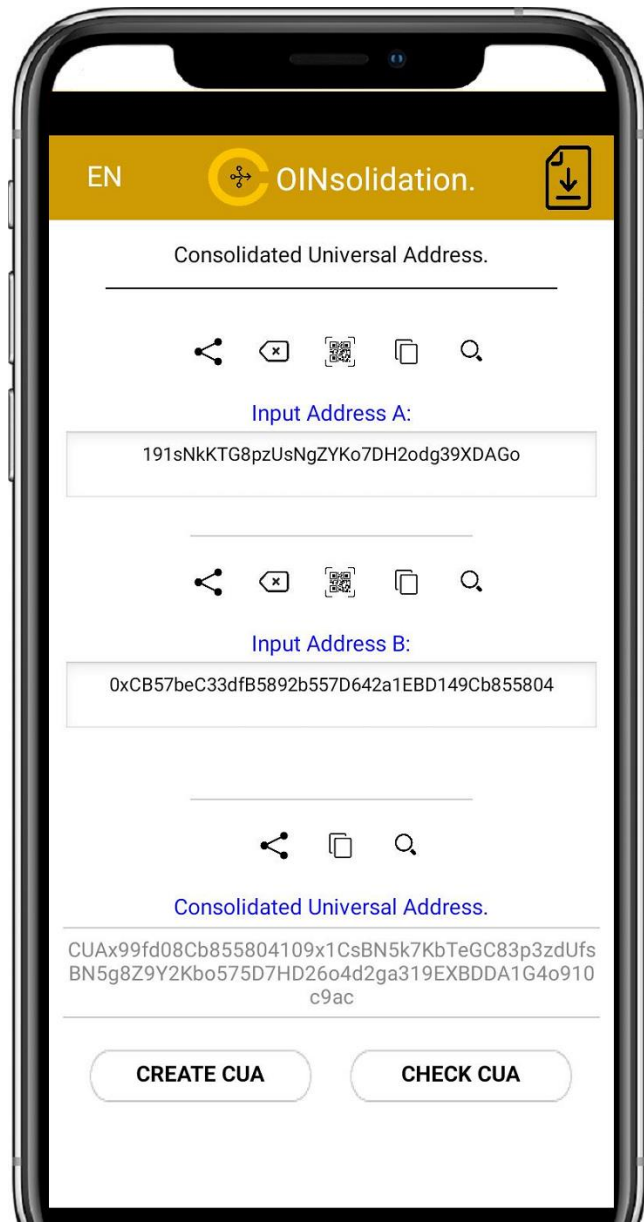 EN
COINsolidation.
Consolidated Universal Address.
Input Address A:
191sNkKTG8pzUsNgZYKo7DH2odg39XDAGo
Input Address B:
0xCB57beC33dfB5892b557D642a1EBD149Cb855804
Consolidated Universal Address.
CUAx99fd08Cb855804109x1CsBN5k7KbTeGC83p3zdUfs
BN5g8Z9Y2Kbo575D7HD26o4d2ga319EXBDDA1G4o910
c9ac
CREATE CUA
CHECK CUA